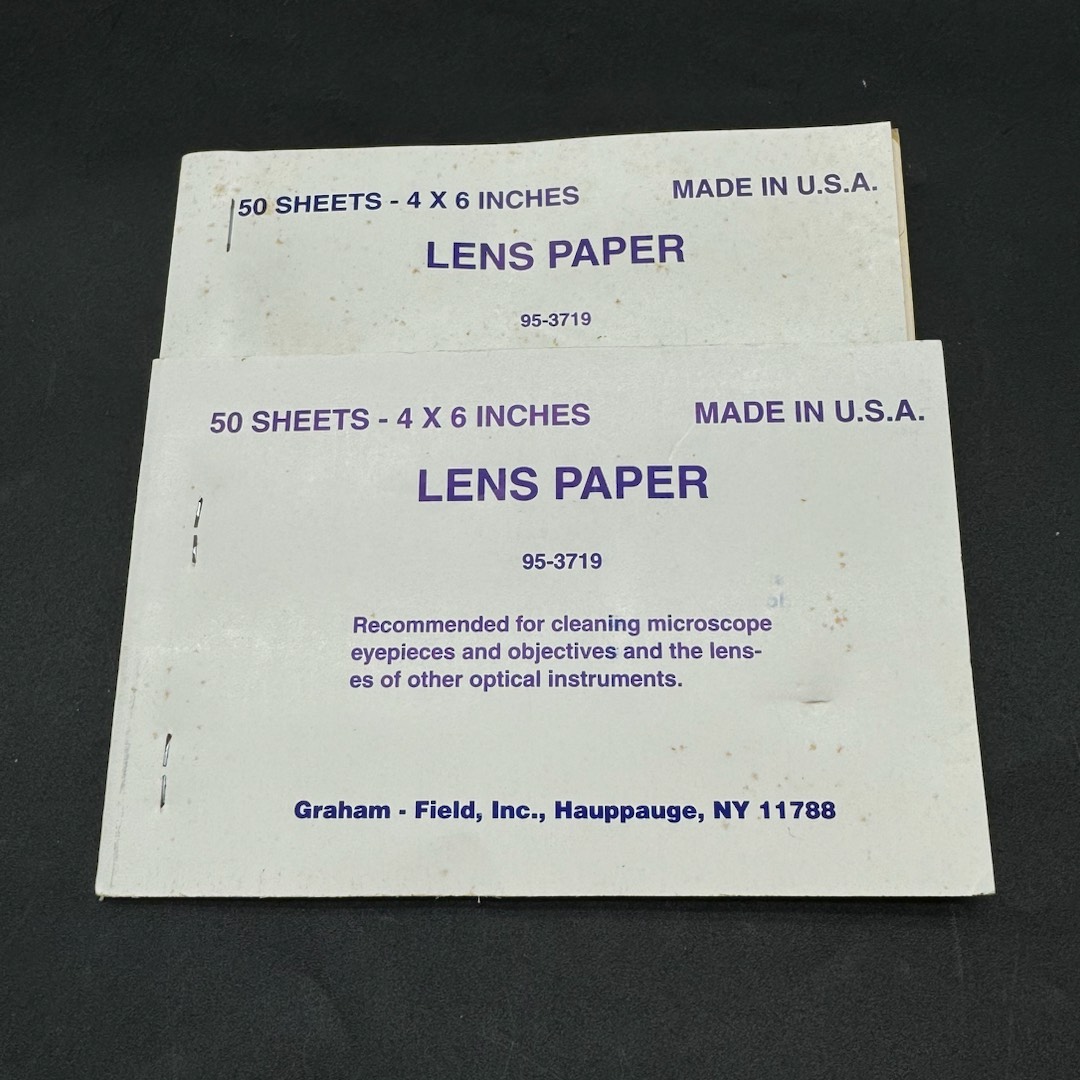 50 SHEETS - 4 X 6 INCHES MADE IN U.S.A.
LENS PAPER
95-3719
50 SHEETS - 4 X 6 INCHES MADE IN U.S.A.
LENS PAPER
95-3719
Recommended for cleaning microscope
eyepieces and objectives and the lens-
es of other optical instruments.
Graham - Field, Inc., Hauppauge, NY 11788